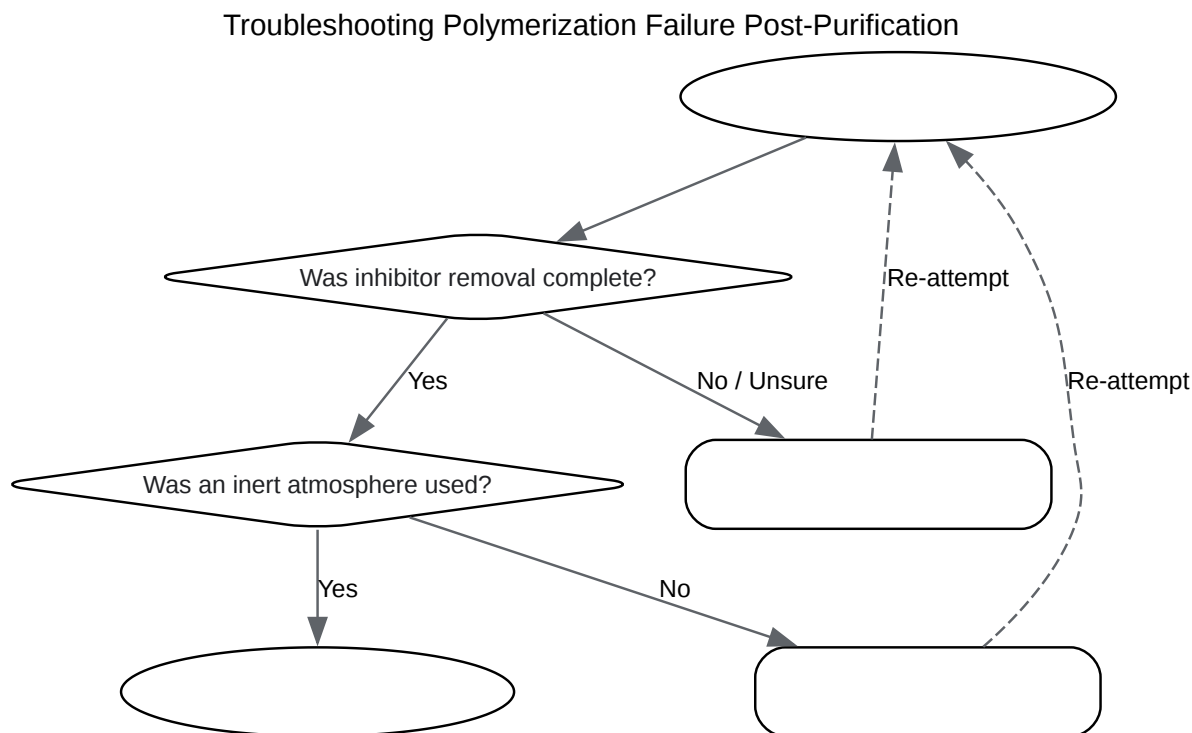 Troubleshooting Polymerization Failure Post-Purification
Was inhibitor removal complete?
Re-attempt
Yes
No / Unsure
Re-attempt
Was an inert atmosphere used?
Yes
No